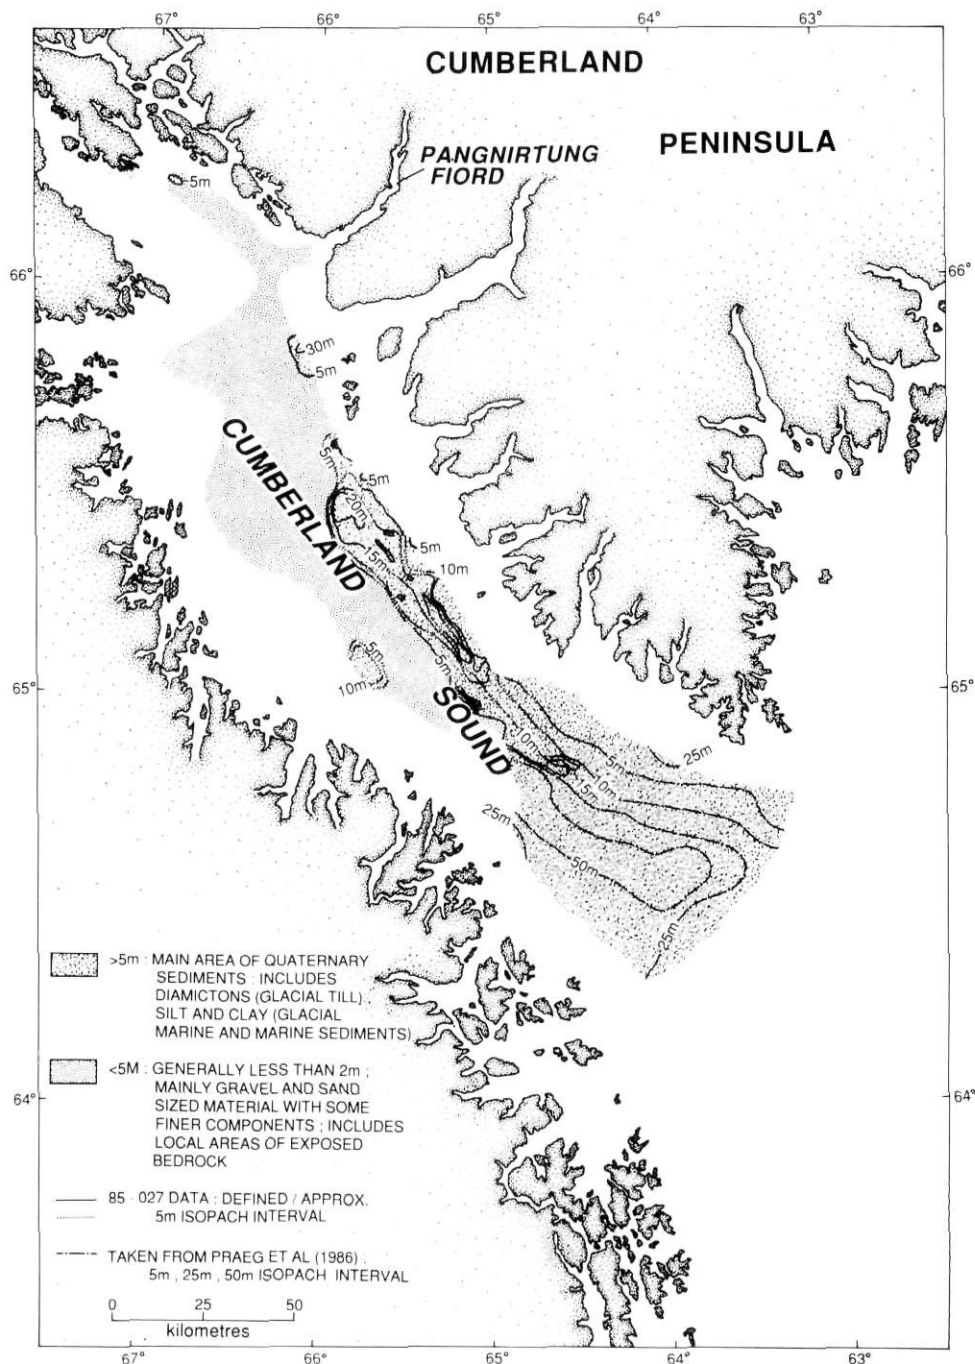 67° 66° 65° 64° 63°
CUMBERLAND
PENINSULA
PANGNIRTUNG
FIORD
5m
66° 66°
30m
5m
CUMBERLAND
5m
5m
20m
15m
5m
10m
5m
10m
5m
65° 65°
SOUND
10m
5m
25m
10m
15m
25m
50m
25m
>5m : MAIN AREA OF QUATERNARY
SEDIMENTS : INCLUDES
DIAMICTONS (GLACIAL TILL) ;
SILT AND CLAY (GLACIAL
MARINE AND MARINE SEDIMENTS)
<5M : GENERALLY LESS THAN 2m ;
MAINLY GRAVEL AND SAND
SIZED MATERIAL WITH SOME
FINER COMPONENTS ; INCLUDES
LOCAL AREAS OF EXPOSED
BEDROCK
64° 64°
85 - 027 DATA : DEFINED / APPROX.
5m ISOPACH INTERVAL
TAKEN FROM PRAEG ET AL (1986) :
5m , 25m , 50m ISOPACH INTERVAL
0 25 50
kilometres
67° 66° 65° 64° 63°